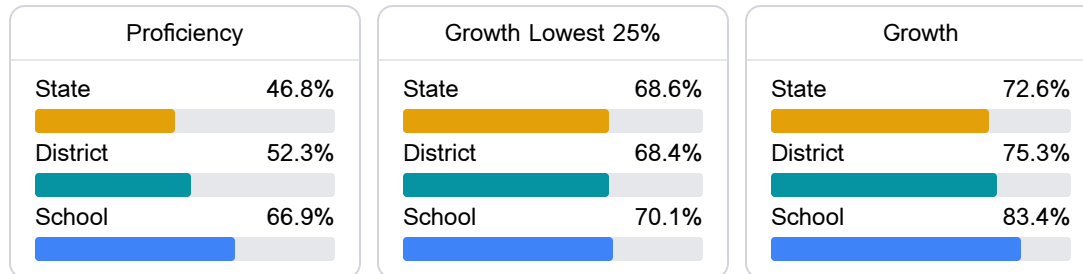 Proficiency
State 46.8%
District 52.3%
School 66.9%
Growth Lowest 25%
State 68.6%
District 68.4%
School 70.1%
Growth
State 72.6%
District 75.3%
School 83.4%